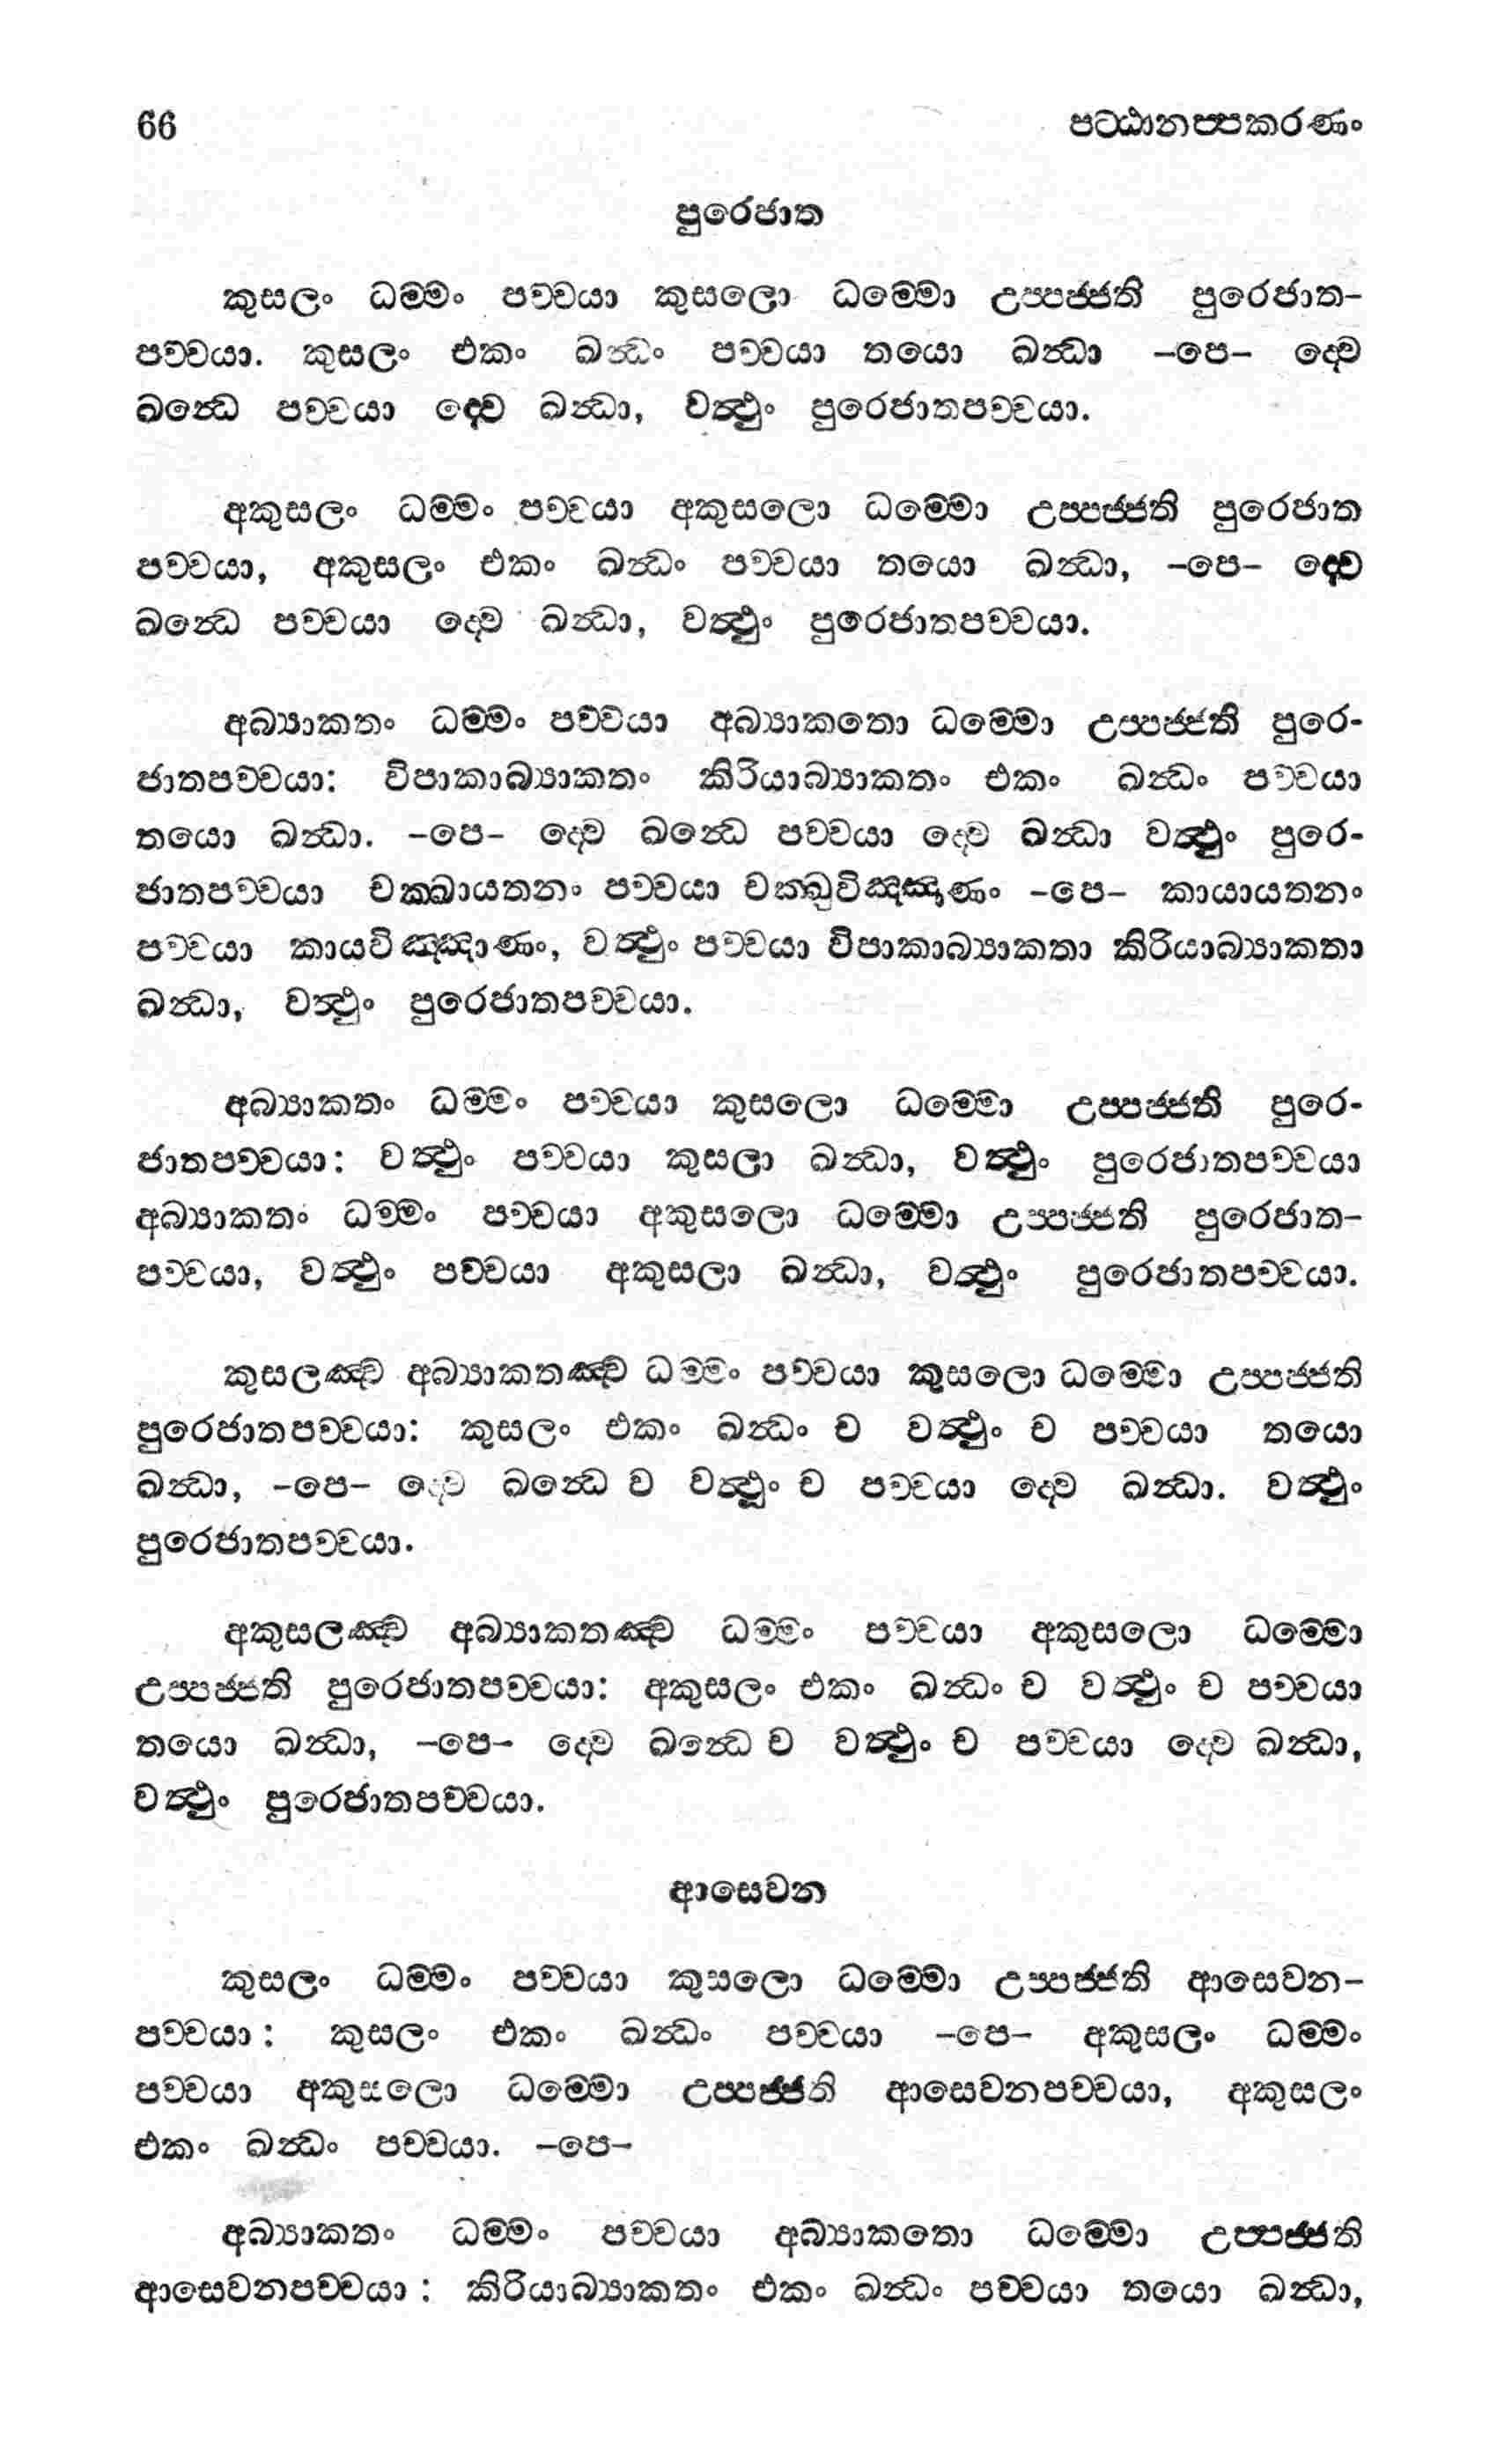 66 පට්ඨානප්පකරණං
පුරෙජාත
කුසලං ධම්මං පච්චයා කුසලො ධම්මො උප්පජ්ජති පුරෙජාත-
පච්චයා. කුසලං එකං ඛන්ධං පච්චයා තයො ඛන්ධා –පෙ– ද්වෙ
ඛන්ධෙ පච්චයා ද්වෙ ඛන්ධා, වත්ථුං පුරෙජාතපච්චයා.
අකුසලං ධම්මං පච්චයා අකුසලො ධම්මො උප්පජ්ජති පුරෙජාත
පච්චයා, අකුසලං එකං ඛන්ධං පච්චයා තයො ඛන්ධා, –පෙ– ද්වෙ
ඛන්ධෙ පච්චයා ද්වෙ ඛන්ධා, වත්ථුං පුරෙජාතපච්චයා.
අබ්‍යාකතං ධම්මං පච්චයා අබ්‍යාකතො ධම්මො උප්පජ්ජති පුරෙ-
ජාතපච්චයා: විපාකාබ්‍යාකතං කිරියාබ්‍යාකතං එකං ඛන්ධං පච්චයා
තයො ඛන්ධා. –පෙ– ද්වෙ ඛන්ධෙ පච්චයා ද්වෙ ඛන්ධා වත්ථුං පුරෙ-
ජාතපච්චයා චක්ඛායතනං පච්චයා චක්ඛුවිඤ්ඤාණං –පෙ– කායායතනං
පච්චයා කායවිඤ්ඤාණං, වත්ථුං පච්චයා විපාකාබ්‍යාකතා කිරියාබ්‍යාකතා
ඛන්ධා, වත්ථුං පුරෙජාතපච්චයා.
අබ්‍යාකතං ධම්මං පච්චයා කුසලො ධම්මො උප්පජ්ජති පුරෙ-
ජාතපච්චයා: වත්ථුං පච්චයා කුසලා ඛන්ධා, වත්ථුං පුරෙජාතපච්චයා
අබ්‍යාකතං ධම්මං පච්චයා අකුසලො ධම්මො උප්පජ්ජති පුරෙජාත-
පච්චයා, වත්ථුං පච්චයා අකුසලා ඛන්ධා, වත්ථුං පුරෙජාතපච්චයා.
කුසලඤ්ච අබ්‍යාකතඤ්ච ධම්මං පච්චයා කුසලො ධම්මො උප්පජ්ජති
පුරෙජාතපච්චයා: කුසලං එකං ඛන්ධං ච වත්ථුං ච පච්චයා තයො
ඛන්ධා, –පෙ– ද්වෙ ඛන්ධෙ ච වත්ථුං ච පච්චයා ද්වෙ ඛන්ධා. වත්ථුං
පුරෙජාතපච්චයා.
අකුසලඤ්ච අබ්‍යාකතඤ්ච ධම්මං පච්චයා අකුසලො ධම්මො
උප්පජ්ජති පුරෙජාතපච්චයා: අකුසලං එකං ඛන්ධං ච වත්ථුං ච පච්චයා
තයො ඛන්ධා, –පෙ– ද්වෙ ඛන්ධෙ ච වත්ථුං ච පච්චයා ද්වෙ ඛන්ධා,
වත්ථුං පුරෙජාතපච්චයා.
ආසෙවන
කුසලං ධම්මං පච්චයා කුසලො ධම්මො උප්පජ්ජති ආසෙවන-
පච්චයා: කුසලං එකං ඛන්ධං පච්චයා –පෙ– අකුසලං ධම්මං
පච්චයා අකුසලො ධම්මො උප්පජ්ජති ආසෙවනපච්චයා, අකුසලං
එකං ඛන්ධං පච්චයා. –පෙ–
අබ්‍යාකතං ධම්මං පච්චයා අබ්‍යාකතො ධම්මො උප්පජ්ජති
ආසෙවනපච්චයා: කිරියාබ්‍යාකතං එකං ඛන්ධං පච්චයා තයො ඛන්ධා,